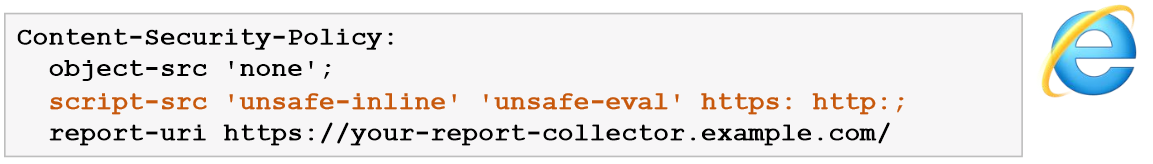 Content-Security-Policy:
object-src 'none';
script-src 'unsafe-inline' 'unsafe-eval' https: http:;
report-uri https://your-report-collector.example.com/